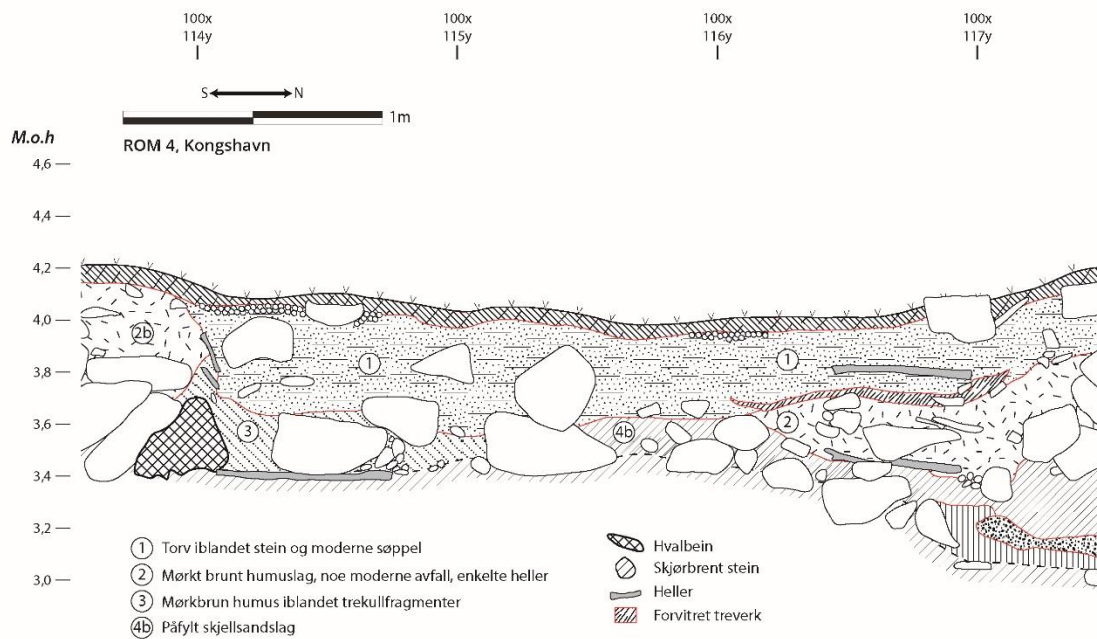 100x 100x 100x 100x
114y 115y 116y 117y
S N
1m
M.o.h
ROM 4, Kongshavn
4,6
4,4
4,2
4,0
2b
1 1
3,8
2
3,6
3 4b
3,4
3,2
3,0
1 Torv iblandet stein og moderne søppel
2 Mørkt brunt humuslag, noe moderne avfall, enkelte heller
3 Mørkbrun humus iblandet trekullfragmenter
4b Påfylt skjellsandslag
Hvalbein
Skjørbrent stein
Heller
Forvitret treverk